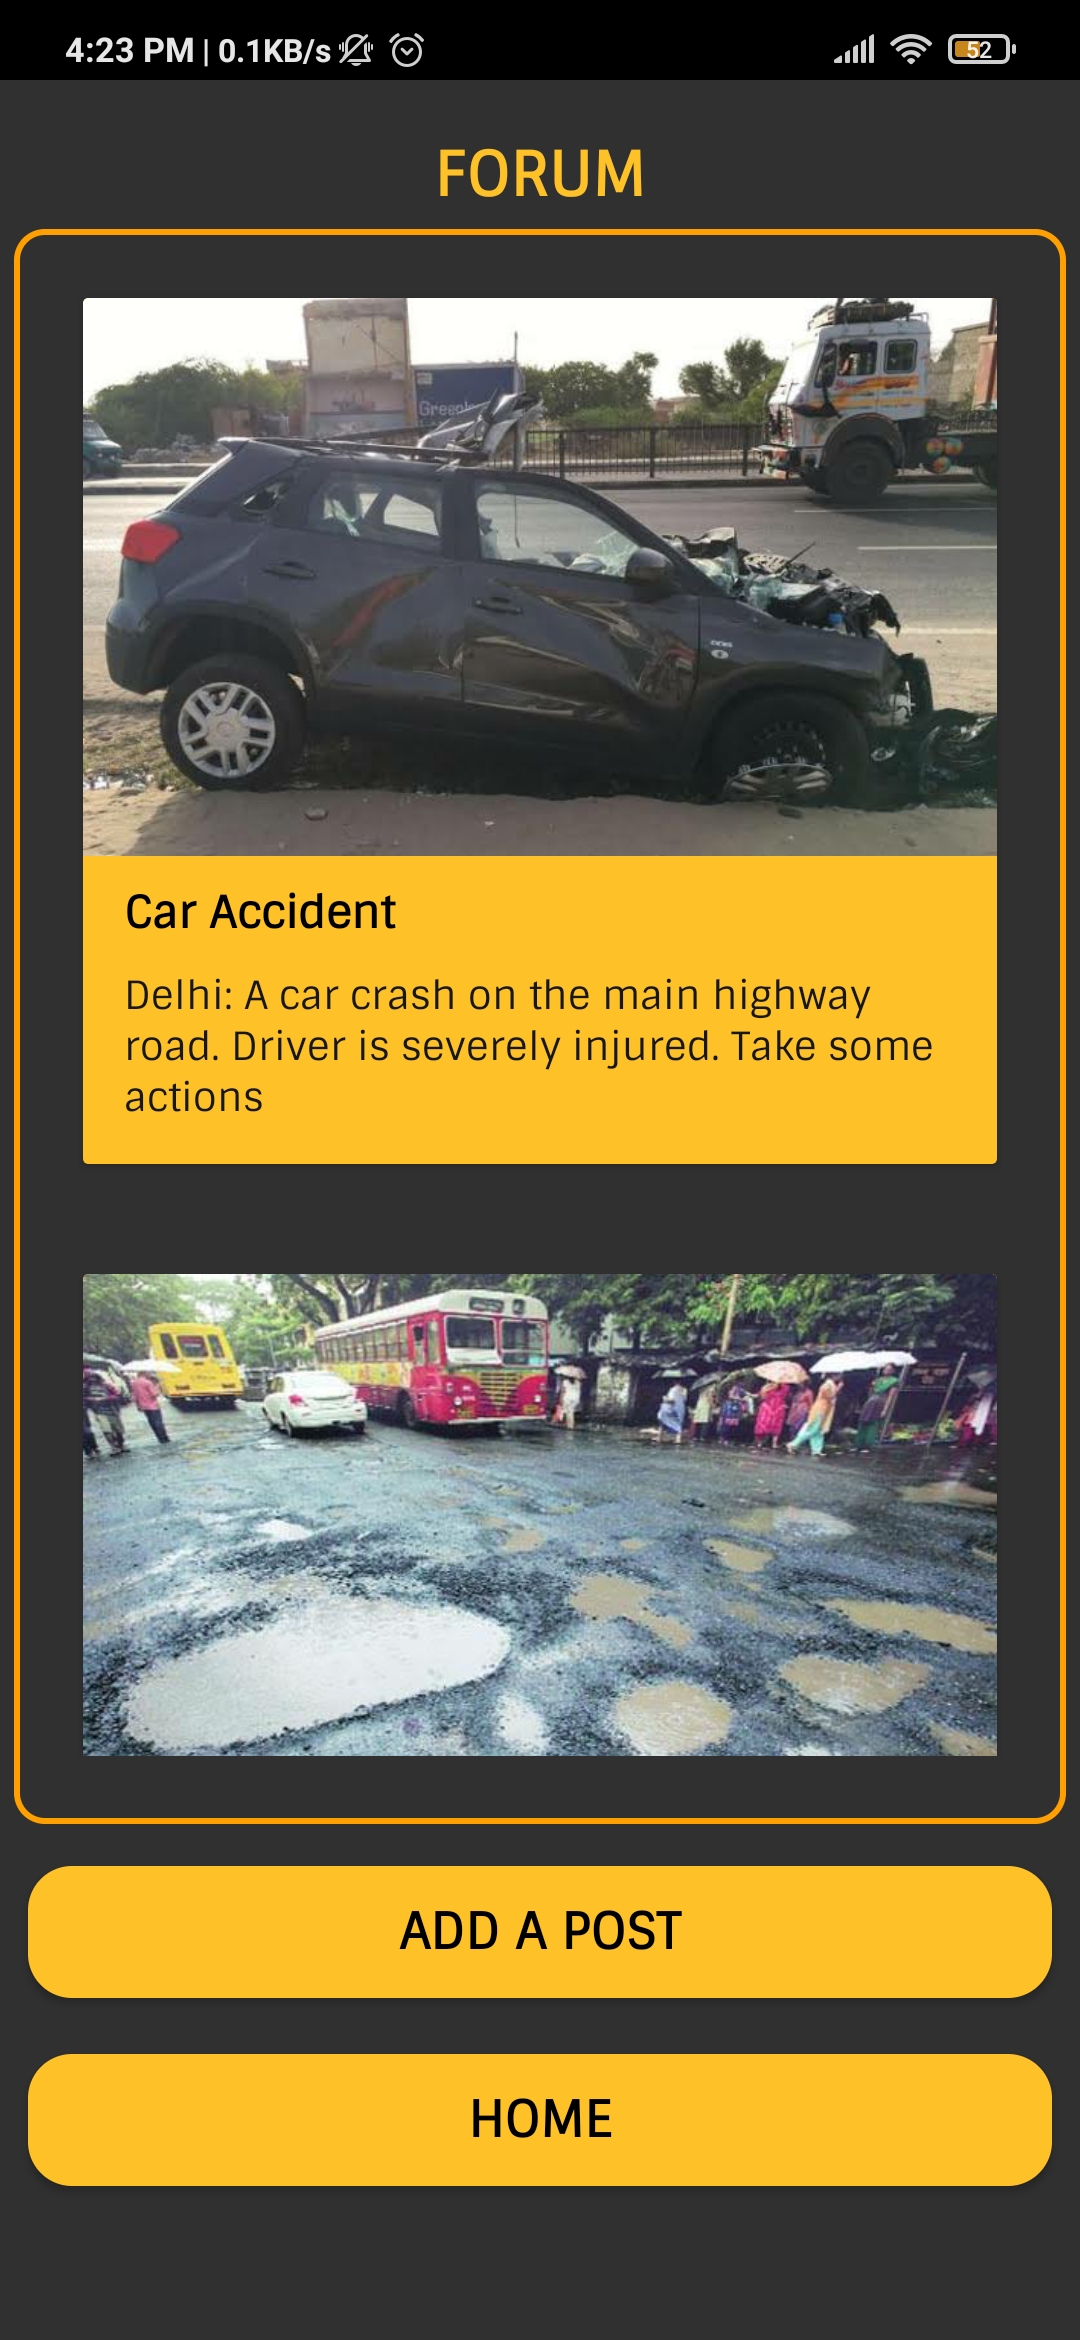 4:23 PM | 0.1KB/s 52
FORUM
Greenl
Car Accident
Delhi: A car crash on the main highway
road. Driver is severely injured. Take some
actions
ADD A POST
HOME